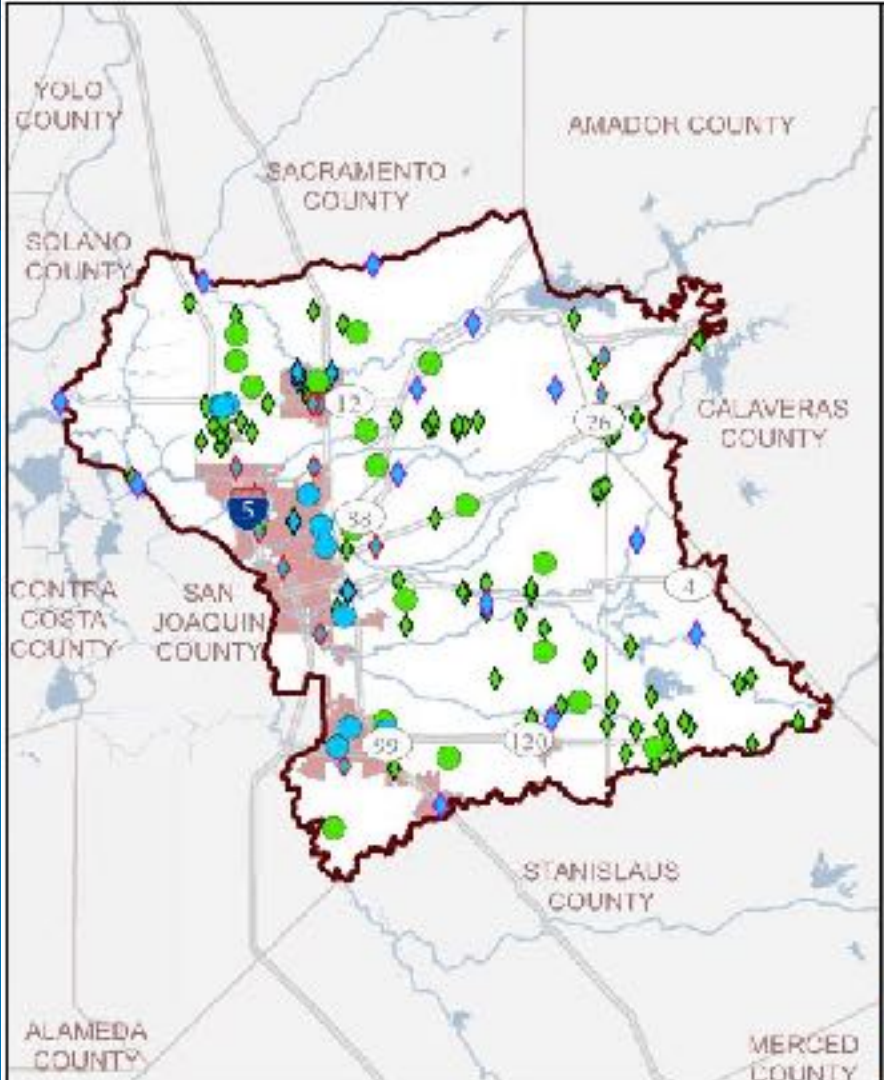 YOLO
COUNTY
AMADOR COUNTY
SACRAMENTO
COUNTY
SOLANO
COUNTY
12
26
CALAVERAS
COUNTY
5
88
4
CONTRA
COSTA
COUNTY
SAN
JOAQUIN
COUNTY
99
120
STANISLAUS
COUNTY
ALAMEDA
COUNTY
MERCED
COUNTY